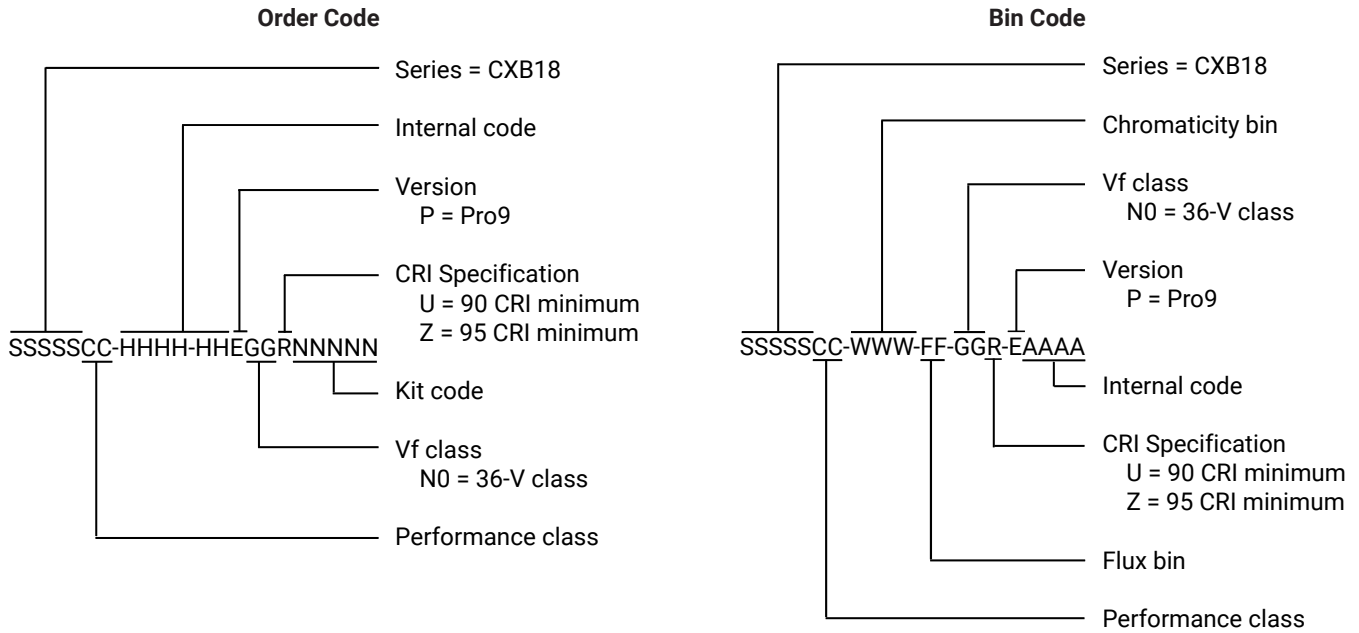 Order Code
Series = CXB18
Internal code
Version
P = Pro9
CRI Specification
U = 90 CRI minimum
Z = 95 CRI minimum
SSSSSCC-HHHH-HHEGGRNNNNN
Kit code
Vf class
N0 = 36-V class
Performance class
Bin Code
Series = CXB18
Chromaticity bin
Vf class
N0 = 36-V class
Version
P = Pro9
SSSSSCC-WWW-FF-GGR-EAAAA
Internal code
CRI Specification
U = 90 CRI minimum
Z = 95 CRI minimum
Flux bin
Performance class